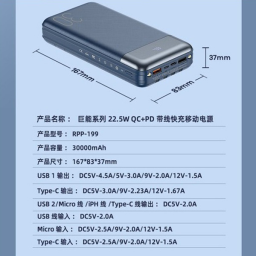 37mm
167mm
83mm
产品名称： 巨能系列 22.5W QC+PD 带线快充移动电源
产品型号： RPP-199
产品容量： 30000mAh
产品尺寸： 167*83*37mm
USB 1 输出： DC5V-4.5A/5V-3.0A/9V-2.0A/12V-1.5A
Type-C 输出： DC5V-3.0A/9V-2.23A/12V-1.67A
USB 2/Micro 线 /iPH 线 /Type-C 线输出： DC5V-2.0A
USB 线输入： DC5V-2.0A
Micro 输入： DC5V-2.5A/9V-2.0A/12V-1.5A
Type-C 输入： DC5V-2.5A/9V-2.0A/12V-1.5A